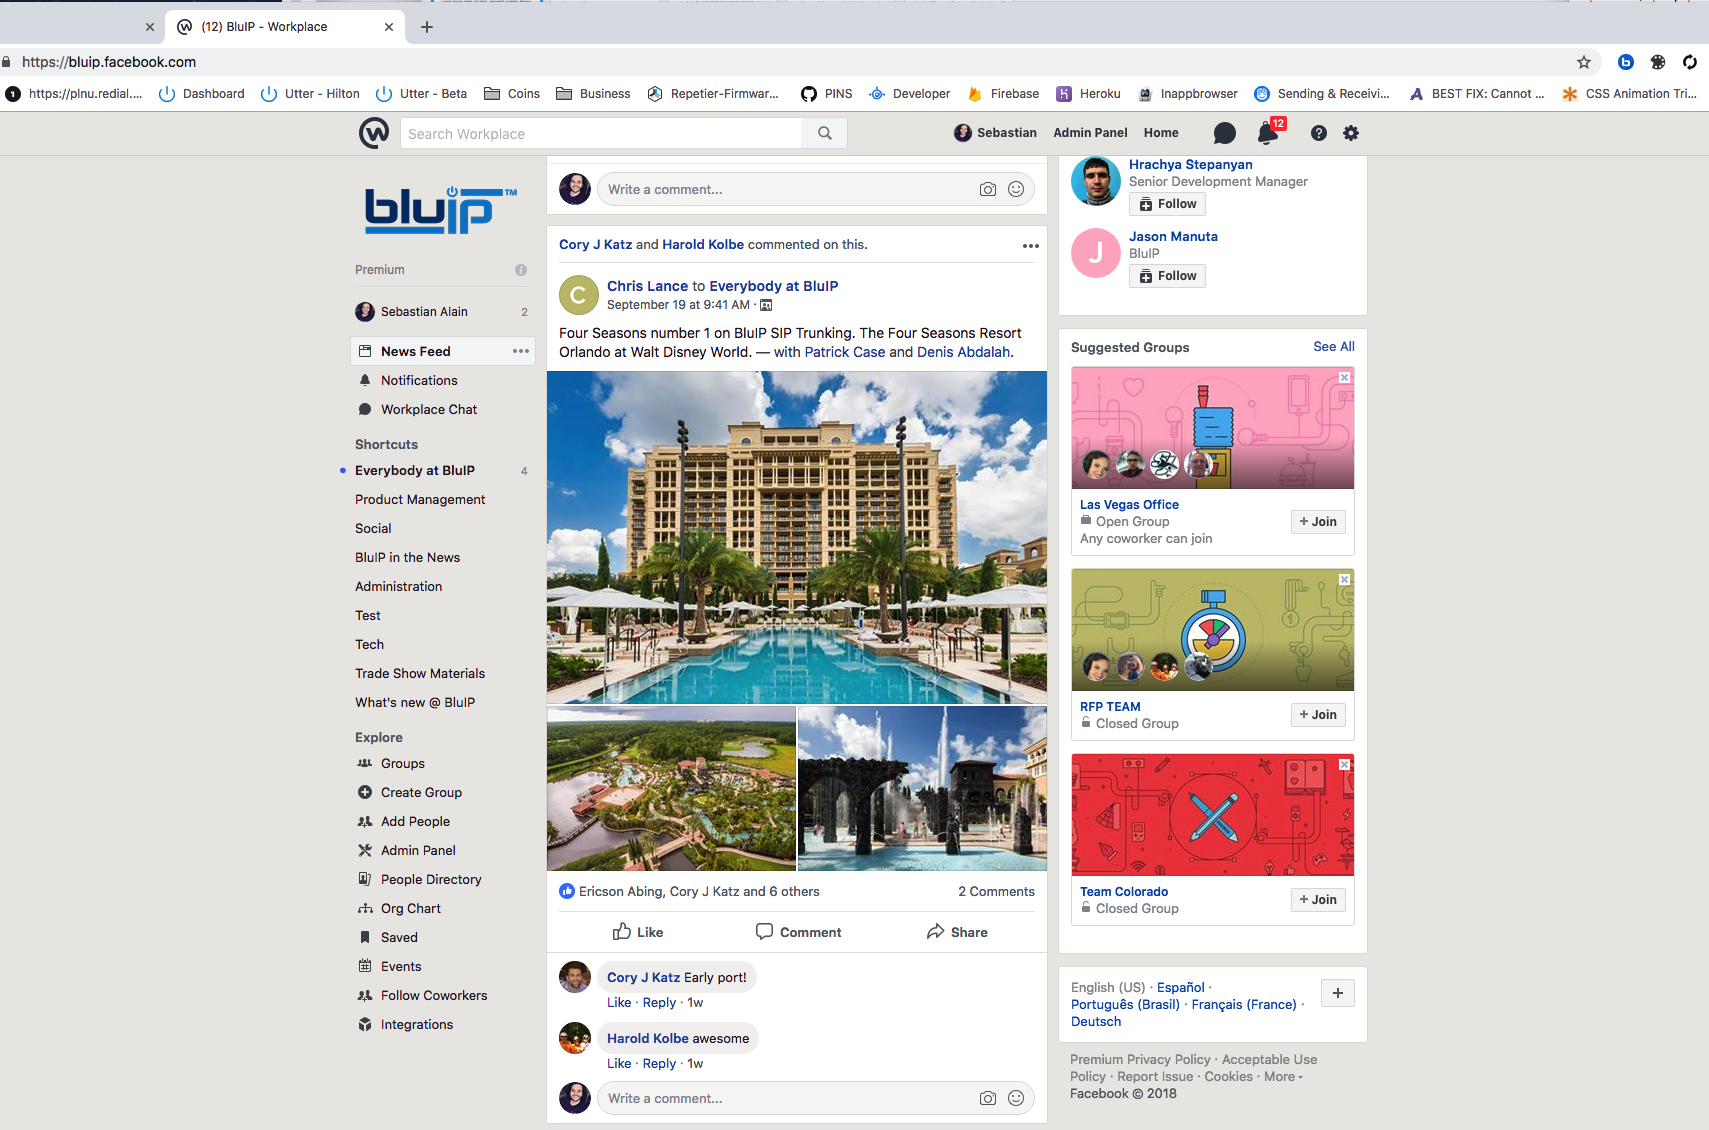 (12) BluIP - Workplace
https://bluip.facebook.com
https://plnu.redial.... Dashboard Utter - Hilton Utter - Beta Coins Business Repetier-Firmwar... PINS Developer Firebase Heroku Inappbrowser Sending & Receivi... BEST FIX: Cannot ... CSS Animation Tri...
Search Workplace
Sebastian Admin Panel Home 12
bluip™
Premium
Sebastian Alain 2
News Feed
Notifications
Workplace Chat
Shortcuts
Everybody at BluIP 4
Product Management
Social
BluIP in the News
Administration
Test
Tech
Trade Show Materials
What's new @ BluIP
Explore
Groups
Create Group
Add People
Admin Panel
People Directory
Org Chart
Saved
Events
Follow Coworkers
Integrations
Write a comment...
Cory J Katz and Harold Kolbe commented on this.
C
Chris Lance to Everybody at BluIP
September 19 at 9:41 AM ·
Four Seasons number 1 on BluIP SIP Trunking. The Four Seasons Resort
Orlando at Walt Disney World. — with Patrick Case and Denis Abdalah.
Ericson Abing, Cory J Katz and 6 others 2 Comments
Like Comment Share
Cory J Katz Early port!
Like · Reply · 1w
Harold Kolbe awesome
Like · Reply · 1w
Write a comment...
Hrachya Stepanyan
Senior Development Manager
Follow
J
Jason Manuta
BluIP
Follow
Suggested Groups See All
Las Vegas Office
Open Group
Any coworker can join
+ Join
RFP TEAM
Closed Group
+ Join
Team Colorado
Closed Group
+ Join
English (US) · Español ·
Português (Brasil) · Français (France) ·
Deutsch
+
Premium Privacy Policy · Acceptable Use
Policy · Report Issue · Cookies · More
Facebook © 2018